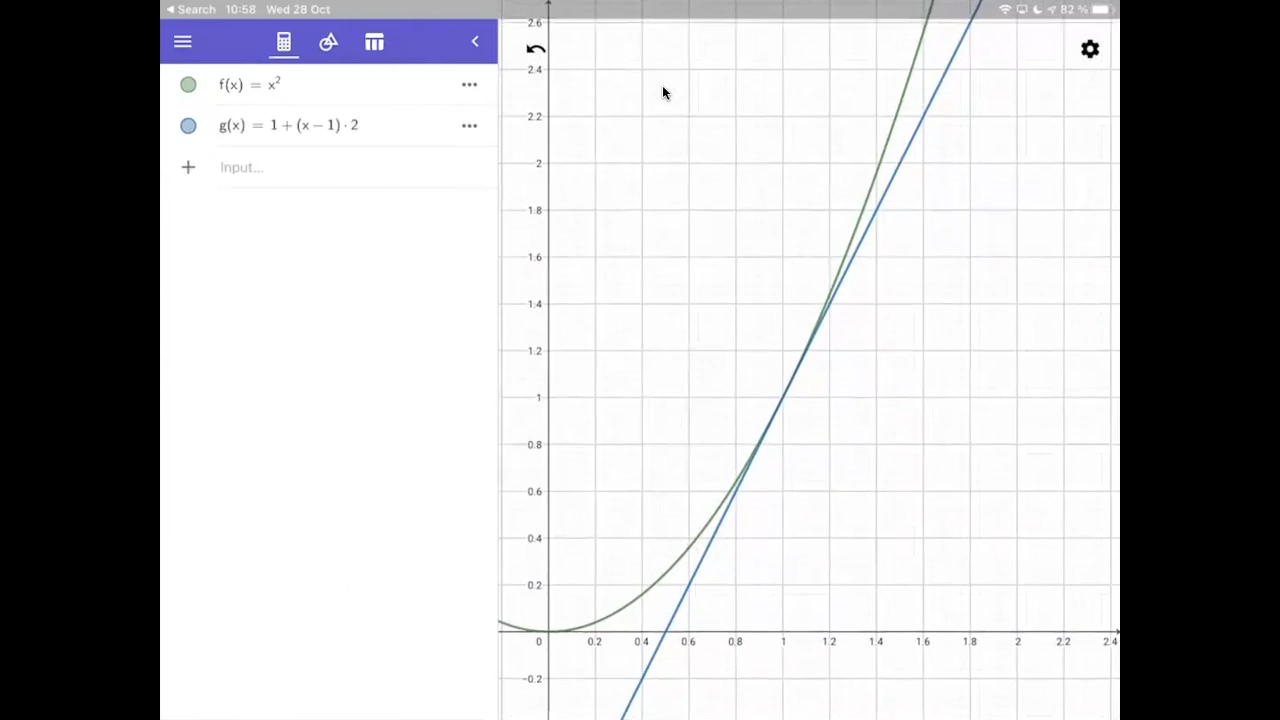 Search 10:58 Wed 28 Oct 82 %
f(x) = x²
g(x) = 1 + (x − 1) · 2
Input...
2.6
2.4
2.2
2
1.8
1.6
1.4
1.2
1
0.8
0.6
0.4
0.2
0 0.2 0.4 0.6 0.8 1 1.2 1.4 1.6 1.8 2 2.2 2.4
−0.2